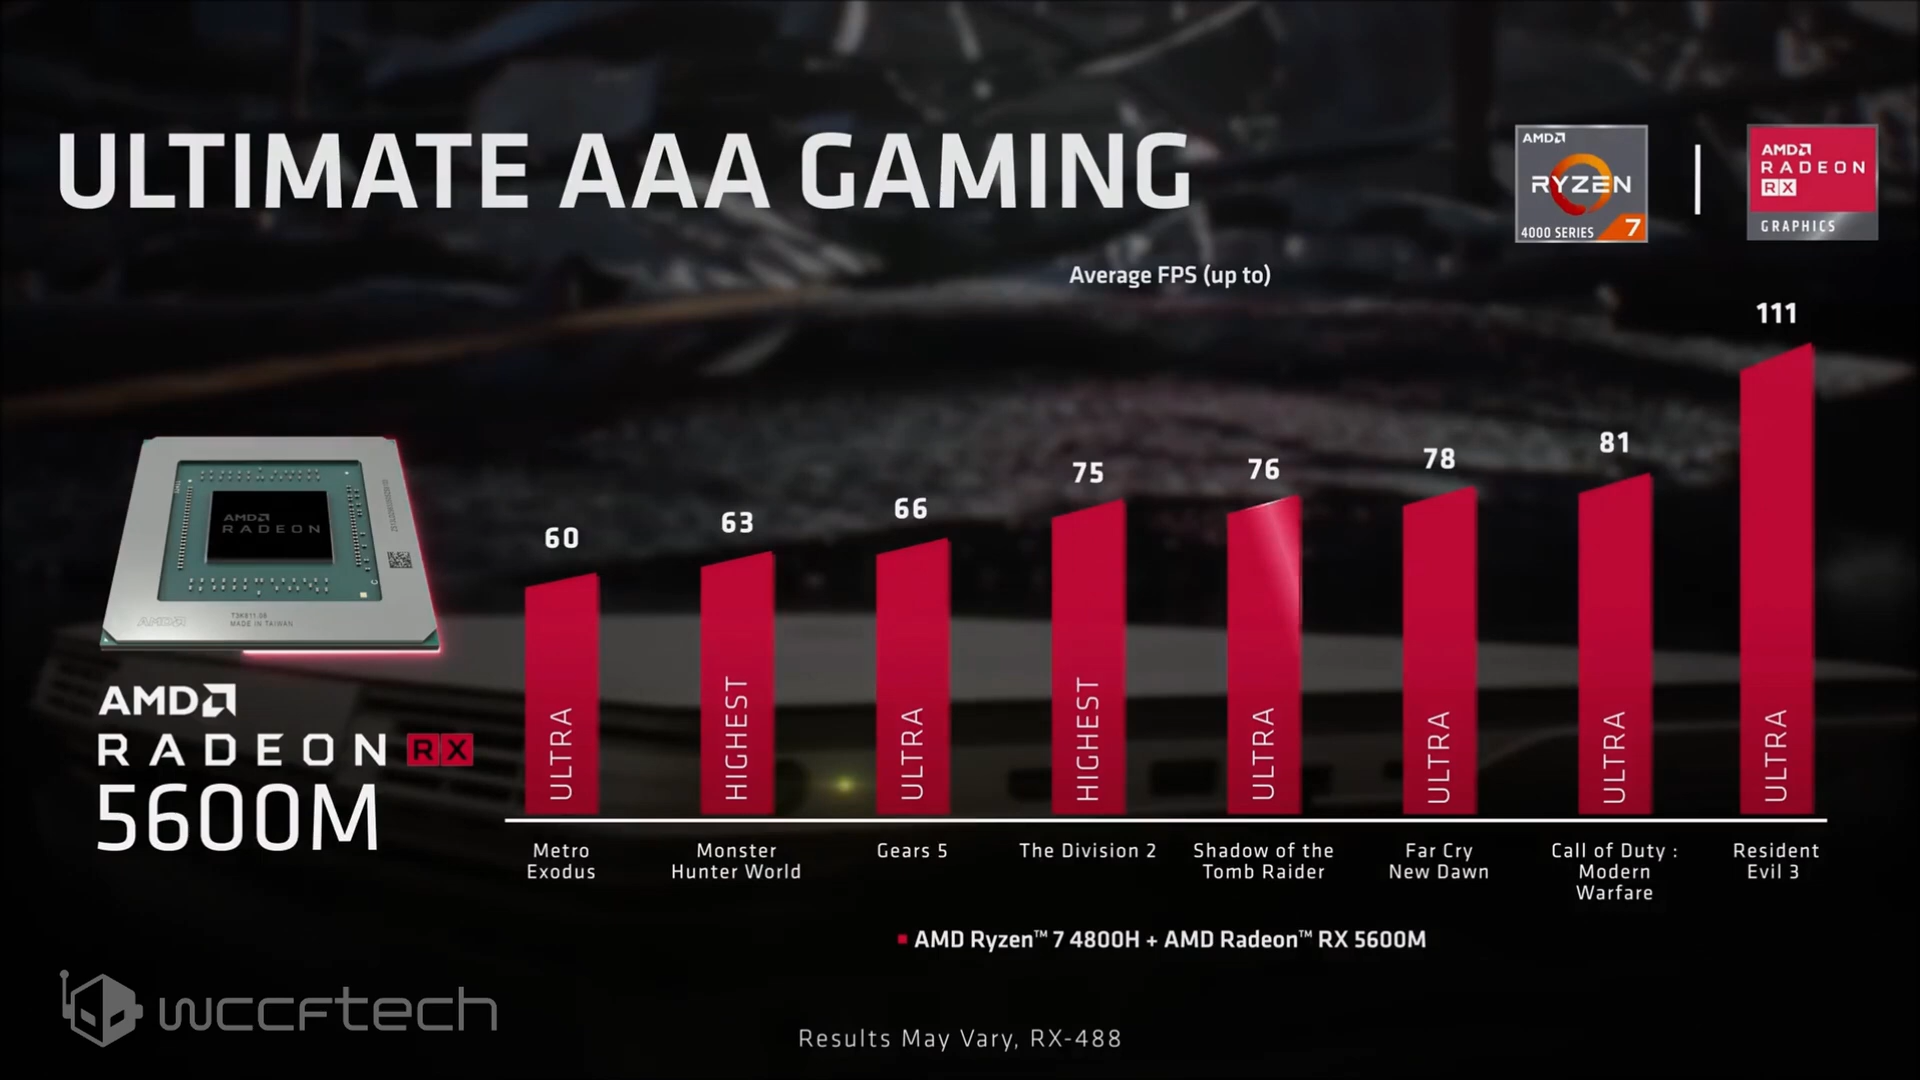 ULTIMATE AAA GAMING
AMD
RYZEN
4000 SERIES 7
AMD
RADEON
RX
GRAPHICS
Average FPS (up to)
60
63
66
75
76
78
81
111
ULTRA
HIGHEST
ULTRA
HIGHEST
ULTRA
ULTRA
ULTRA
ULTRA
Metro
Exodus
Monster
Hunter World
Gears 5
The Division 2
Shadow of the
Tomb Raider
Far Cry
New Dawn
Call of Duty :
Modern
Warfare
Resident
Evil 3
AMD
RADEON
AMD
MADE IN TAIWAN
AMD
RADEON RX
5600M
AMD Ryzen™ 7 4800H + AMD Radeon™ RX 5600M
wccftech
Results May Vary, RX-488